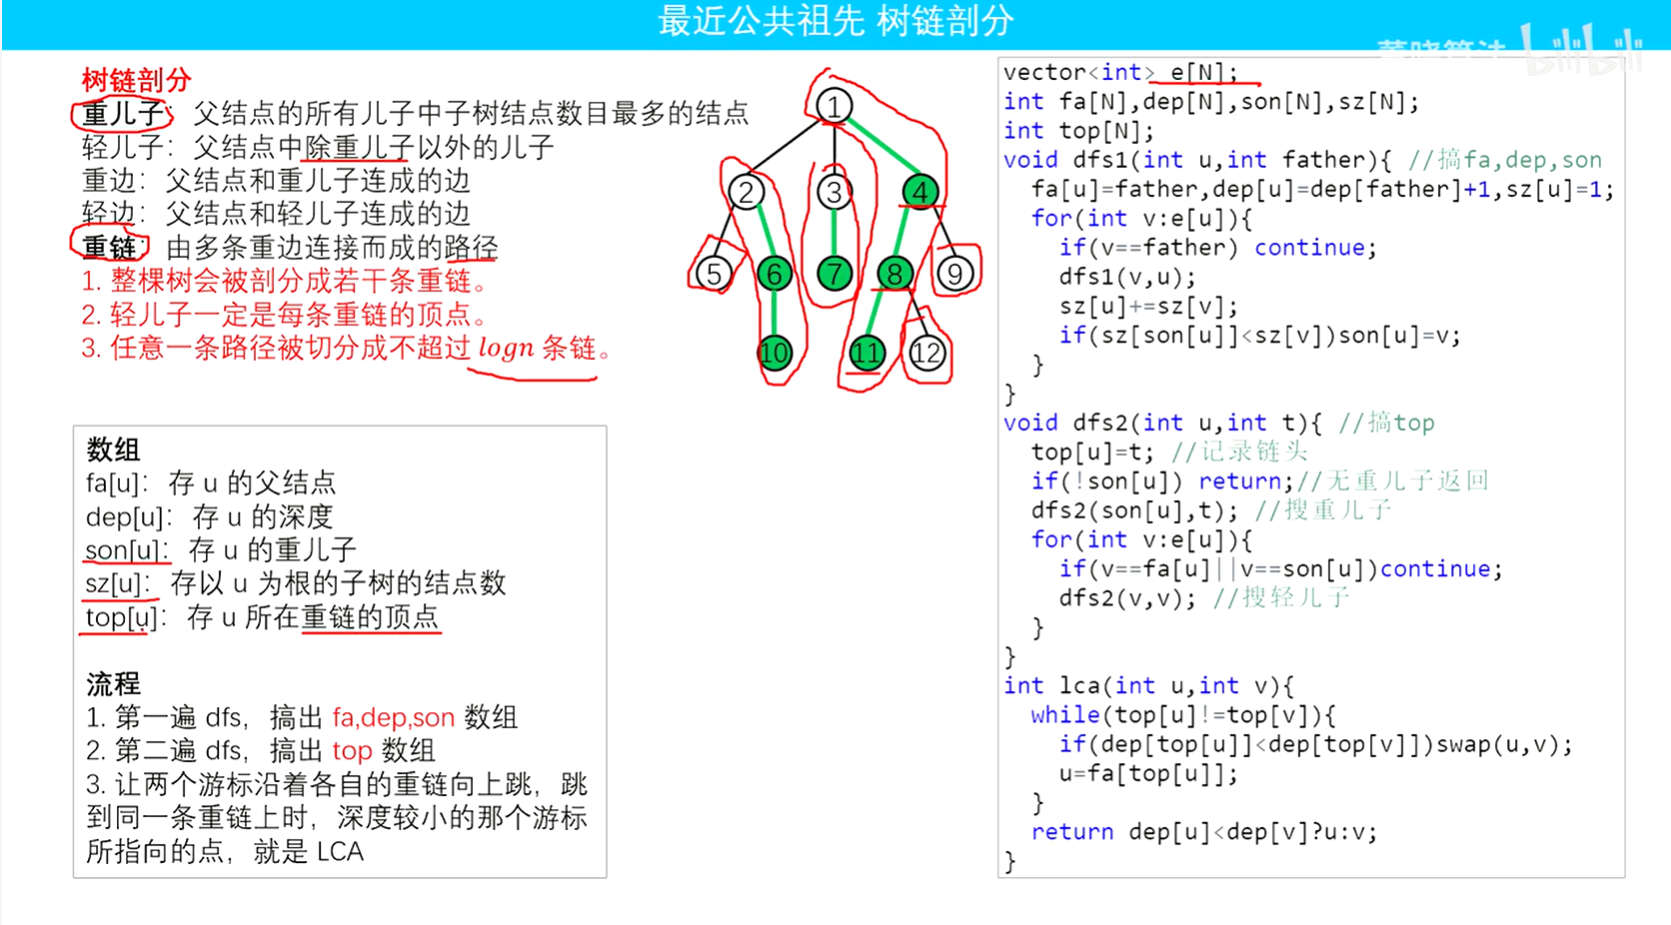 最近公共祖先 树链剖分
bilibili
树链剖分
重儿子：父结点的所有儿子中子树结点数目最多的结点
轻儿子：父结点中除重儿子以外的儿子
重边：父结点和重儿子连成的边
轻边：父结点和轻儿子连成的边
重链：由多条重边连接而成的路径
1. 整棵树会被剖分成若干条重链。
2. 轻儿子一定是每条重链的顶点。
3. 任意一条路径被切分成不超过 logn 条链。
1
2 3 4
5 6 7 8 9
10 11 12
数组
fa[u]：存 u 的父结点
dep[u]：存 u 的深度
son[u]：存 u 的重儿子
sz[u]：存以 u 为根的子树的结点数
top[u]：存 u 所在重链的顶点
流程
1. 第一遍 dfs，搞出 fa,dep,son 数组
2. 第二遍 dfs，搞出 top 数组
3. 让两个游标沿着各自的重链向上跳，跳
到同一条重链上时，深度较小的那个游标
所指向的点，就是 LCA
vector<int> e[N];
int fa[N],dep[N],son[N],sz[N];
int top[N];
void dfs1(int u,int father){ //搞fa,dep,son
fa[u]=father,dep[u]=dep[father]+1,sz[u]=1;
for(int v:e[u]){
if(v==father) continue;
dfs1(v,u);
sz[u]+=sz[v];
if(sz[son[u]]<sz[v])son[u]=v;
}
}
void dfs2(int u,int t){ //搞top
top[u]=t; //记录链头
if(!son[u]) return;//无重儿子返回
dfs2(son[u],t); //搜重儿子
for(int v:e[u]){
if(v==fa[u]||v==son[u])continue;
dfs2(v,v); //搜轻儿子
}
}
int lca(int u,int v){
while(top[u]!=top[v]){
if(dep[top[u]]<dep[top[v]])swap(u,v);
u=fa[top[u]];
}
return dep[u]<dep[v]?u:v;
}